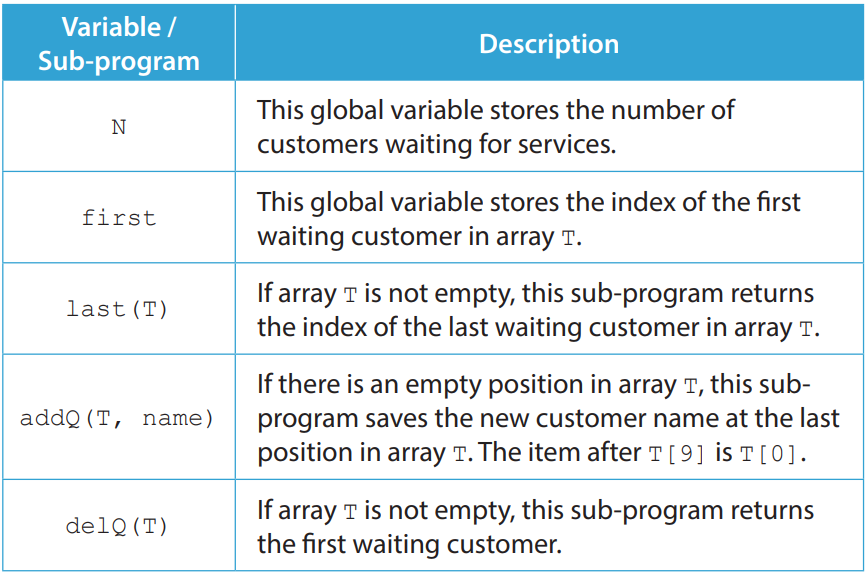 Variable /
Sub-program
Description
N
This global variable stores the number of
customers waiting for services.
first
This global variable stores the index of the first
waiting customer in array T.
last(T)
If array T is not empty, this sub-program returns
the index of the last waiting customer in array T.
addQ(T, name)
If there is an empty position in array T, this sub-
program saves the new customer name at the last
position in array T. The item after T[9] is T[0].
delQ(T)
If array T is not empty, this sub-program returns
the first waiting customer.